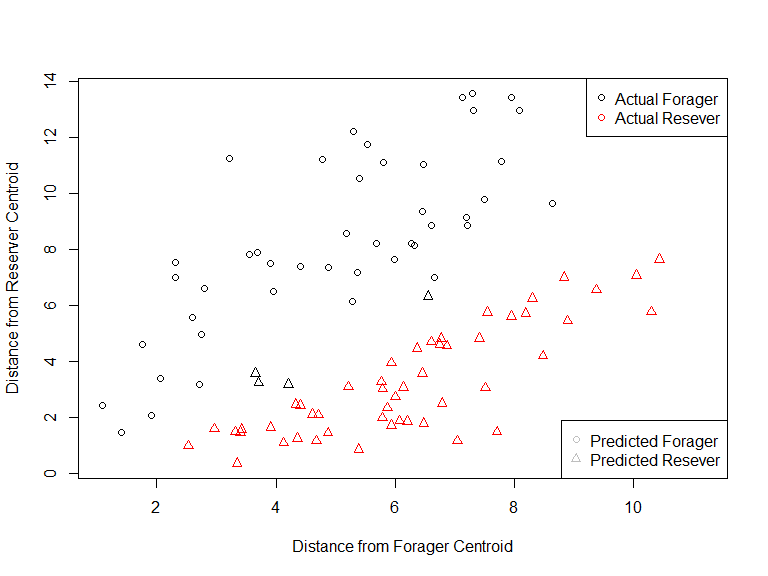 14
12
10
8
6
4
2
0
Distance from Reserver Centroid
Actual Forager
Actual Resever
Predicted Forager
Predicted Resever
2
4
6
8
10
Distance from Forager Centroid